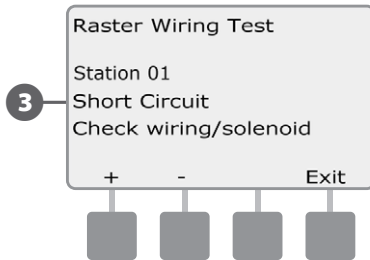 Raster Wiring Test
Station 01
3
Short Circuit
Check wiring/solenoid
+ - Exit